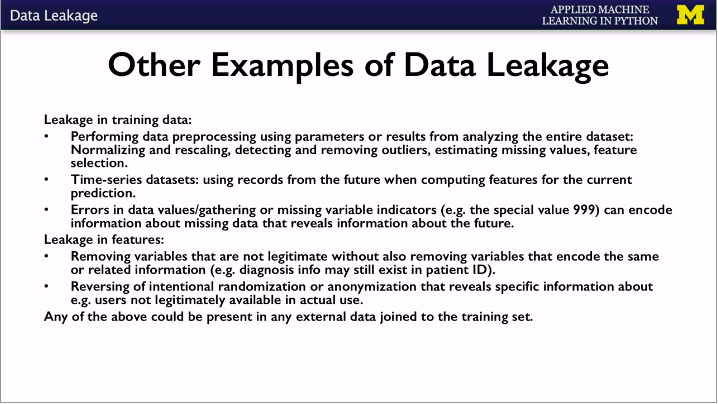 Data Leakage
APPLIED MACHINE
LEARNING IN PYTHON
M
Other Examples of Data Leakage
Leakage in training data:
• Performing data preprocessing using parameters or results from analyzing the entire dataset:
Normalizing and rescaling, detecting and removing outliers, estimating missing values, feature
selection.
• Time-series datasets: using records from the future when computing features for the current
prediction.
• Errors in data values/gathering or missing variable indicators (e.g. the special value 999) can encode
information about missing data that reveals information about the future.
Leakage in features:
• Removing variables that are not legitimate without also removing variables that encode the same
or related information (e.g. diagnosis info may still exist in patient ID).
• Reversing of intentional randomization or anonymization that reveals specific information about
e.g. users not legitimately available in actual use.
Any of the above could be present in any external data joined to the training set.